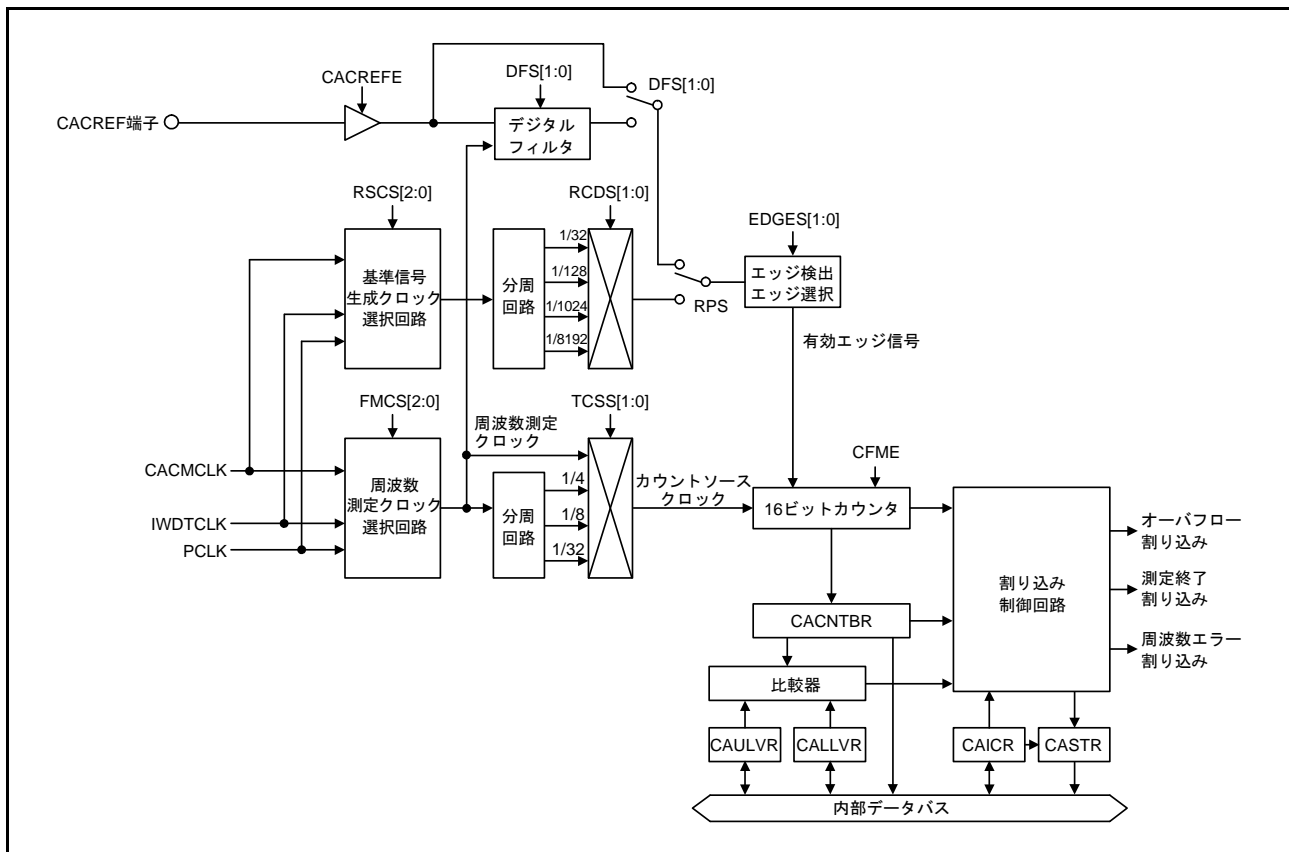 CACREFE
DFS[1:0]
DFS[1:0]
CACREF端子
デジタル
フィルタ
RSCS[2:0]
RCDS[1:0]
EDGES[1:0]
基準信号
生成クロック
選択回路
分周
回路
1/32
1/128
1/1024
1/8192
エッジ検出
エッジ選択
RPS
有効エッジ信号
FMCS[2:0]
TCSS[1:0]
周波数測定
クロック
CACMCLK
IWDTCLK
PCLK
周波数
測定クロック
選択回路
分周
回路
1/4
1/8
1/32
カウントソース
クロック
CFME
16ビットカウンタ
割り込み
制御回路
オーバフロー
割り込み
測定終了
割り込み
周波数エラー
割り込み
CACNTBR
比較器
CAULVR
CALLVR
CAICR
CASTR
内部データバス